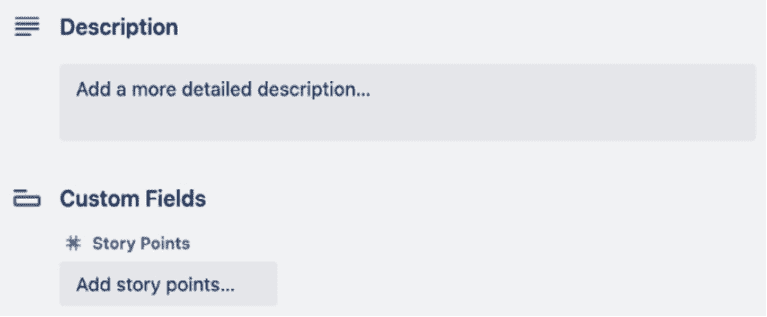 Description
Add a more detailed description...
Custom Fields
# Story Points
Add story points...